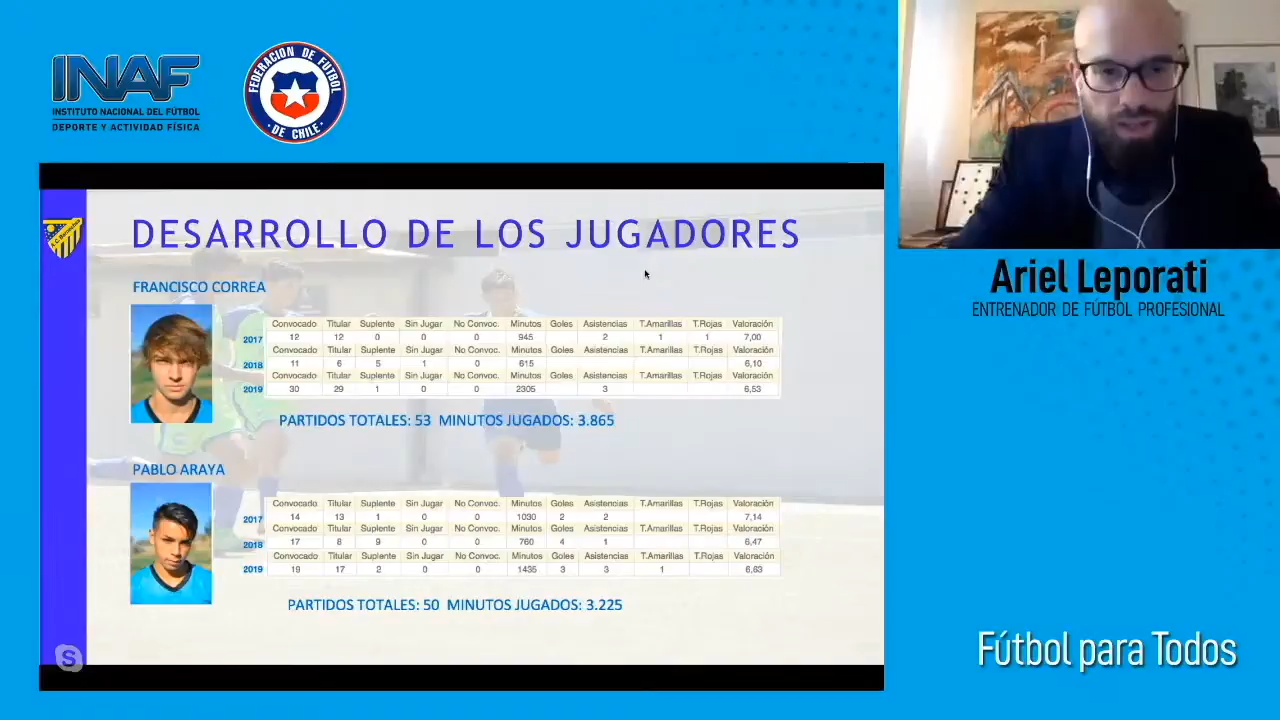 INAF
INSTITUTO NACIONAL DEL FÚTBOL
DEPORTE Y ACTIVIDAD FÍSICA
FEDERACION DE FUTBOL
· DE CHILE ·
DESARROLLO DE LOS JUGADORES
FRANCISCO CORREA
Convocado Titular Suplente Sin Jugar No Convoc. Minutos Goles Asistencias T.Amarillas T.Rojas Valoración
2017 12 12 0 0 0 945 2 1 1 7,00
Convocado Titular Suplente Sin Jugar No Convoc. Minutos Goles Asistencias T.Amarillas T.Rojas Valoración
2018 11 6 5 1 0 615 6,10
Convocado Titular Suplente Sin Jugar No Convoc. Minutos Goles Asistencias T.Amarillas T.Rojas Valoración
2019 30 29 1 0 0 2305 3 6,53
PARTIDOS TOTALES: 53 MINUTOS JUGADOS: 3.865
PABLO ARAYA
Convocado Titular Suplente Sin Jugar No Convoc. Minutos Goles Asistencias T.Amarillas T.Rojas Valoración
2017 14 13 1 0 0 1030 2 2 7,14
Convocado Titular Suplente Sin Jugar No Convoc. Minutos Goles Asistencias T.Amarillas T.Rojas Valoración
2018 17 8 9 0 0 760 4 1 6,47
Convocado Titular Suplente Sin Jugar No Convoc. Minutos Goles Asistencias T.Amarillas T.Rojas Valoración
2019 19 17 2 0 0 1435 3 3 1 6,63
PARTIDOS TOTALES: 50 MINUTOS JUGADOS: 3.225
S
Ariel Leporati
ENTRENADOR DE FÚTBOL PROFESIONAL
Fútbol para Todos